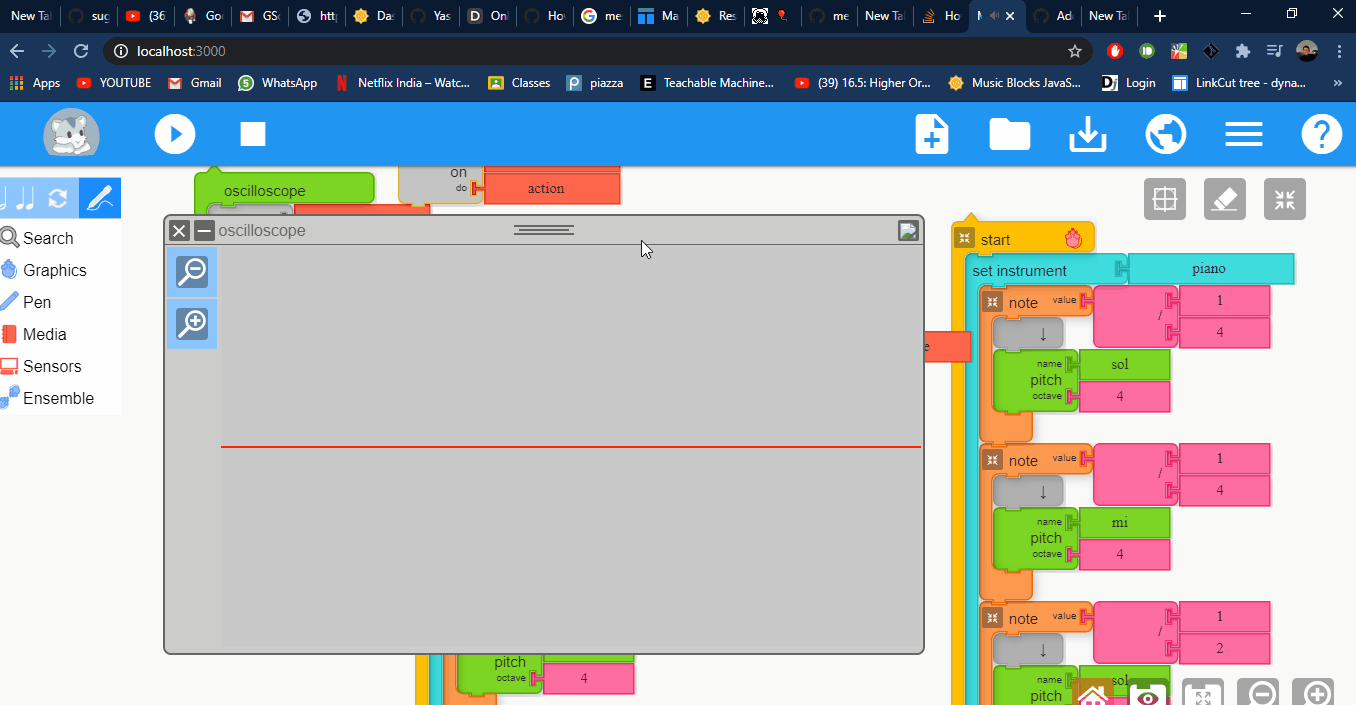 New Tal sug (36 Goo GSo http Das Yas Onl Hov me Ma Res me New Tal Ho M Ad New Tal
localhost:3000
Apps YOUTUBE Gmail WhatsApp Netflix India – Watc... Classes piazza Teachable Machine... (39) 16.5: Higher Or... Music Blocks JavaS... Login LinkCut tree - dyna... »
oscilloscope
on
do action
oscilloscope
Search
Graphics
Pen
Media
Sensors
Ensemble
start
set instrument piano
note value / 1
4
↓
name sol
pitch
octave 4
note value / 1
4
↓
name mi
pitch
octave 4
note value / 1
2
↓
name sol
pitch
e
pitch
octave 4